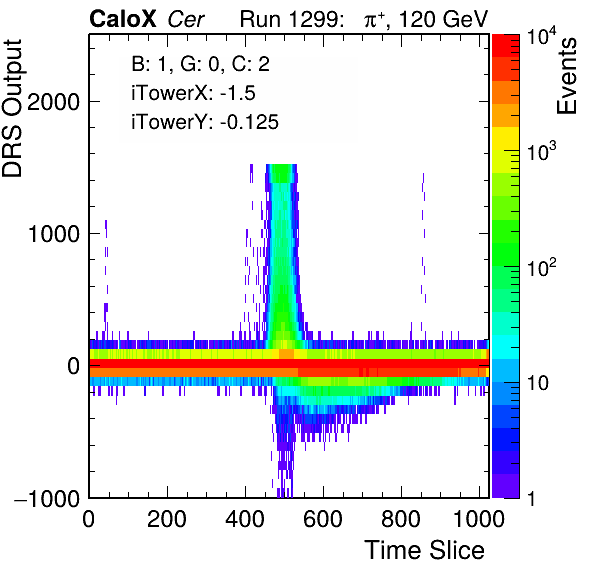 CaloX Cer Run 1299: π⁺, 120 GeV
B: 1, G: 0, C: 2
iTowerX: -1.5
iTowerY: -0.125
DRS Output
2000
1000
0
−1000
0 200 400 600 800 1000
Time Slice
Events
10⁴
10³
10²
10
1